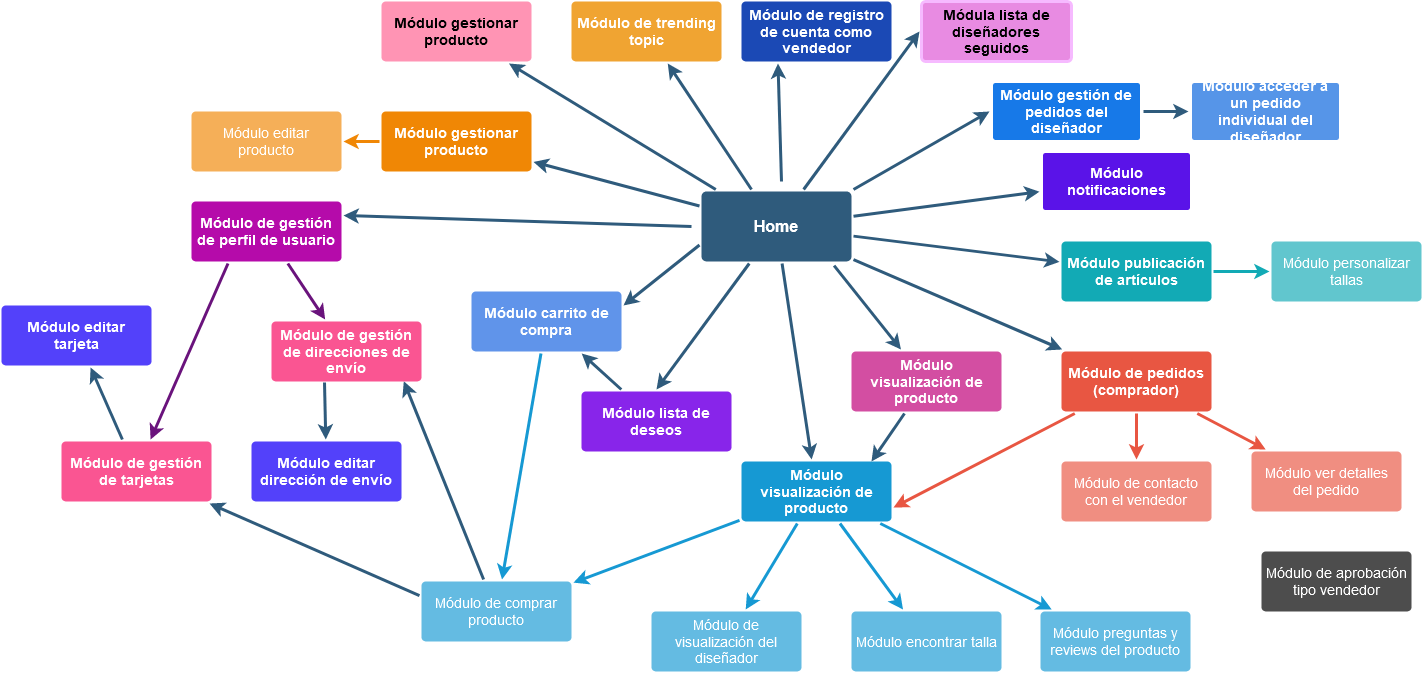 Módulo gestionar
producto
Módulo de trending
topic
Módulo de registro
de cuenta como
vendedor
Módula lista de
diseñadores
seguidos
Módulo gestión de
pedidos del
diseñador
Módulo acceder a
un pedido
individual del
diseñador
Módulo editar
producto
Módulo gestionar
producto
Módulo
notificaciones
Módulo de gestión
de perfil de usuario
Home
Módulo publicación
de artículos
Módulo personalizar
tallas
Módulo editar
tarjeta
Módulo de gestión
de direcciones de
envío
Módulo carrito de
compra
Módulo
visualización de
producto
Módulo de pedidos
(comprador)
Módulo lista de
deseos
Módulo de gestión
de tarjetas
Módulo editar
dirección de envío
Módulo
visualización de
producto
Módulo de contacto
con el vendedor
Módulo ver detalles
del pedido
Módulo de aprobación
tipo vendedor
Módulo de comprar
producto
Módulo de
visualización del
diseñador
Módulo encontrar talla
Módulo preguntas y
reviews del producto